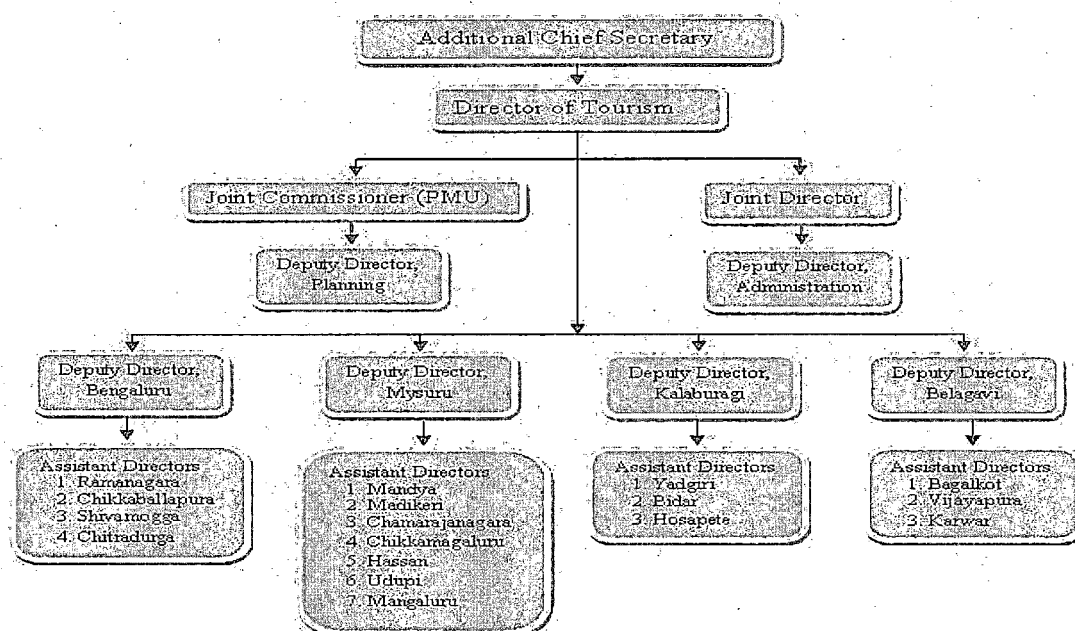 Additional Chief Secretary
Director of Tourism
Joint Commissioner (PMU)
Joint Director
Deputy Director,
Planning
Deputy Director,
Administration
Deputy Director,
Bengaluru
Deputy Director,
Mysuru
Deputy Director,
Kalaburagi
Deputy Director,
Belagavi
Assistant Directors
1. Ramanagara
2. Chikkaballapura
3. Shivamogga
4. Chitradurga
Assistant Directors
1 Mandya
2 Madikeri
3 Chamarajanagara
4 Chikkamagaluru
5 Hassan
6 Udupi
7 Mangaluru
Assistant Directors
1 Yadgiri
2 Bidar
3 Hosapete
Assistant Directors
1 Bagalkot
2 Vijayapura
3 Karwar